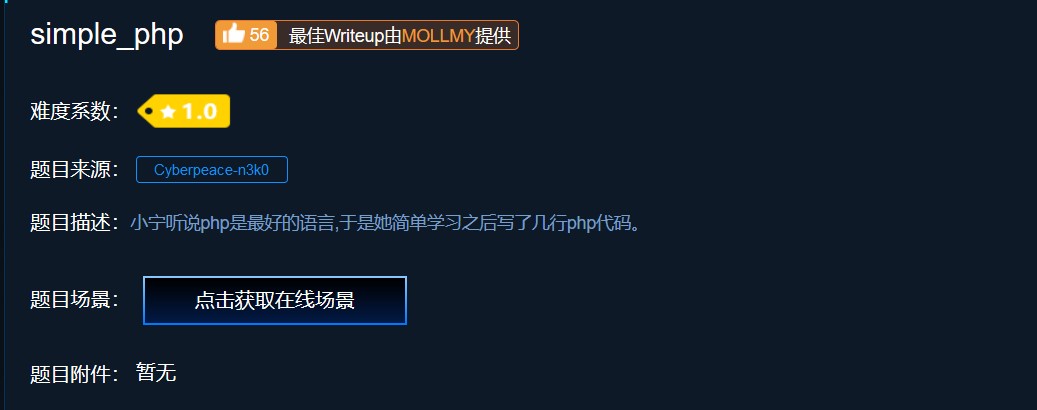 simple_php 56 最佳Writeup由MOLLMY提供
难度系数： 1.0
题目来源： Cyberpeace-n3k0
题目描述：小宁听说php是最好的语言,于是她简单学习之后写了几行php代码。
题目场景： 点击获取在线场景
题目附件： 暂无